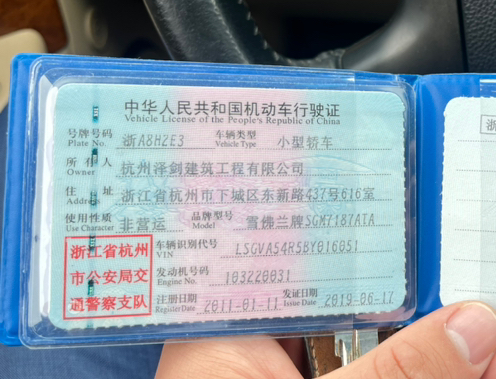 中华人民共和国机动车行驶证
Vehicle License of the People's Republic of China
号牌号码 浙A8HZE3 车辆类型 小型轿车
Plate No. Vehicle Type
所有人 杭州泽剑建筑工程有限公司
Owner
住址 浙江省杭州市下城区东新路437号616室
Address
使用性质 非营运 品牌型号 雪佛兰牌SGM7187ATA
Use Character Model
浙江省杭州
市公安局交
通警察支队
车辆识别代号 LSGVA54R5BY016051
VIN
发动机号码 103220031
Engine No.
注册日期 2011-01-11 发证日期 2019-06-17
Register Date Issue Date